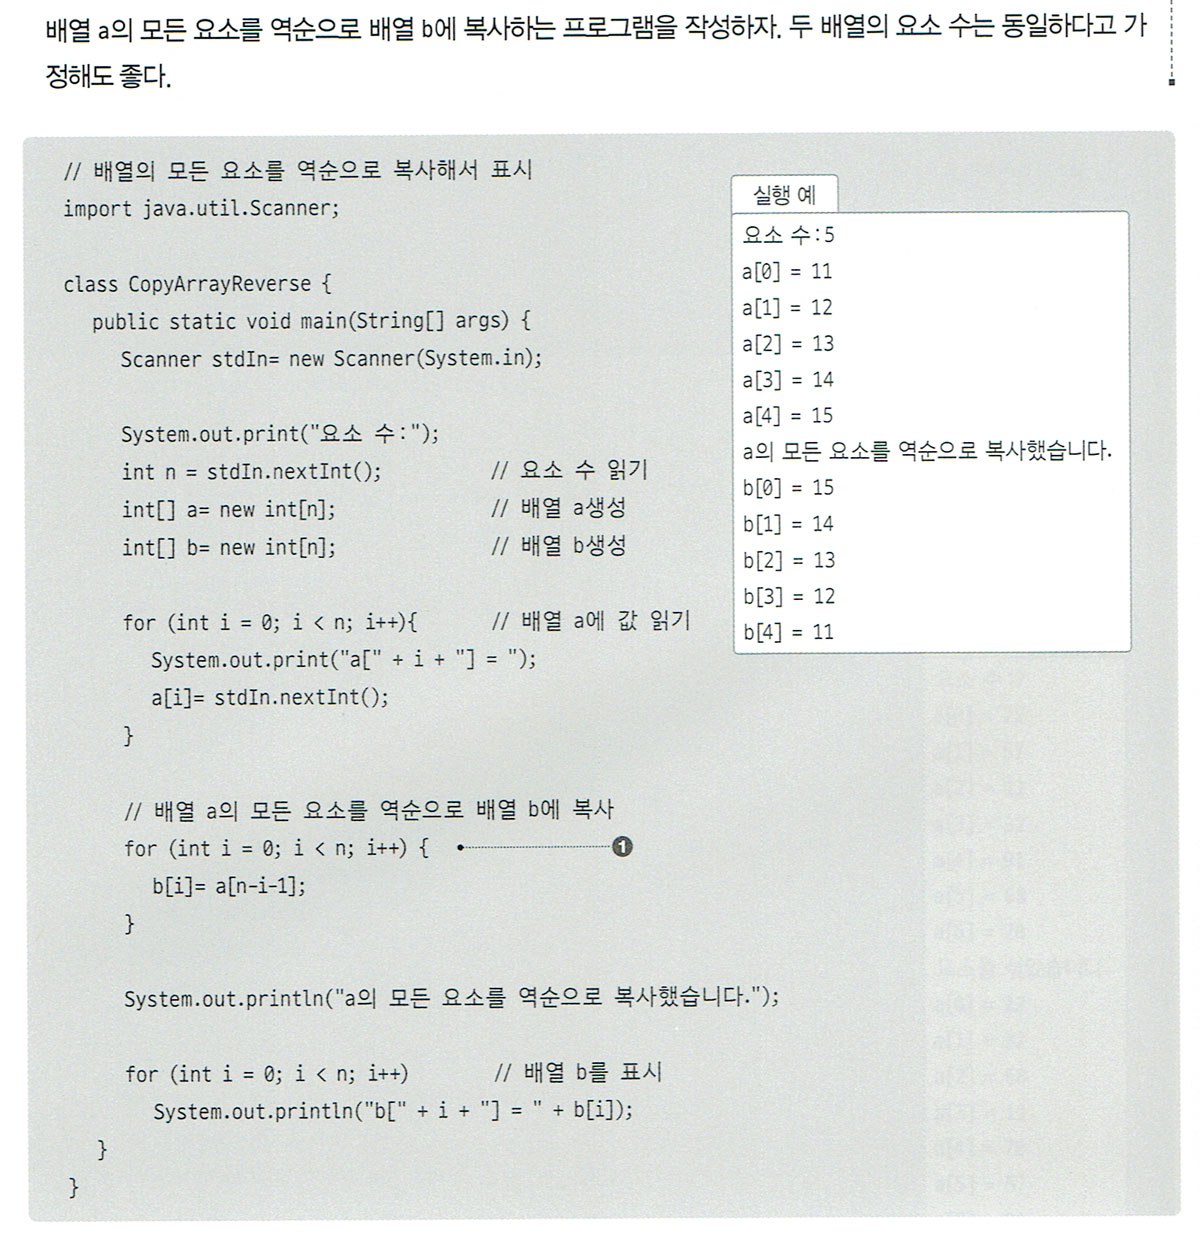 배열 a의 모든 요소를 역순으로 배열 b에 복사하는 프로그램을 작성하자. 두 배열의 요소 수는 동일하다고 가
정해도 좋다.
// 배열의 모든 요소를 역순으로 복사해서 표시
import java.util.Scanner;
class CopyArrayReverse {
public static void main(String[] args) {
Scanner stdIn= new Scanner(System.in);
System.out.print("요소 수:");
int n = stdIn.nextInt(); // 요소 수 읽기
int[] a= new int[n]; // 배열 a생성
int[] b= new int[n]; // 배열 b생성
for (int i = 0; i < n; i++){ // 배열 a에 값 읽기
System.out.print("a[" + i + "] = ");
a[i]= stdIn.nextInt();
}
// 배열 a의 모든 요소를 역순으로 배열 b에 복사
for (int i = 0; i < n; i++) { 1
b[i]= a[n-i-1];
}
System.out.println("a의 모든 요소를 역순으로 복사했습니다.");
for (int i = 0; i < n; i++) // 배열 b를 표시
System.out.println("b[" + i + "] = " + b[i]);
}
}
실행 예
요소 수:5
a[0] = 11
a[1] = 12
a[2] = 13
a[3] = 14
a[4] = 15
a의 모든 요소를 역순으로 복사했습니다.
b[0] = 15
b[1] = 14
b[2] = 13
b[3] = 12
b[4] = 11